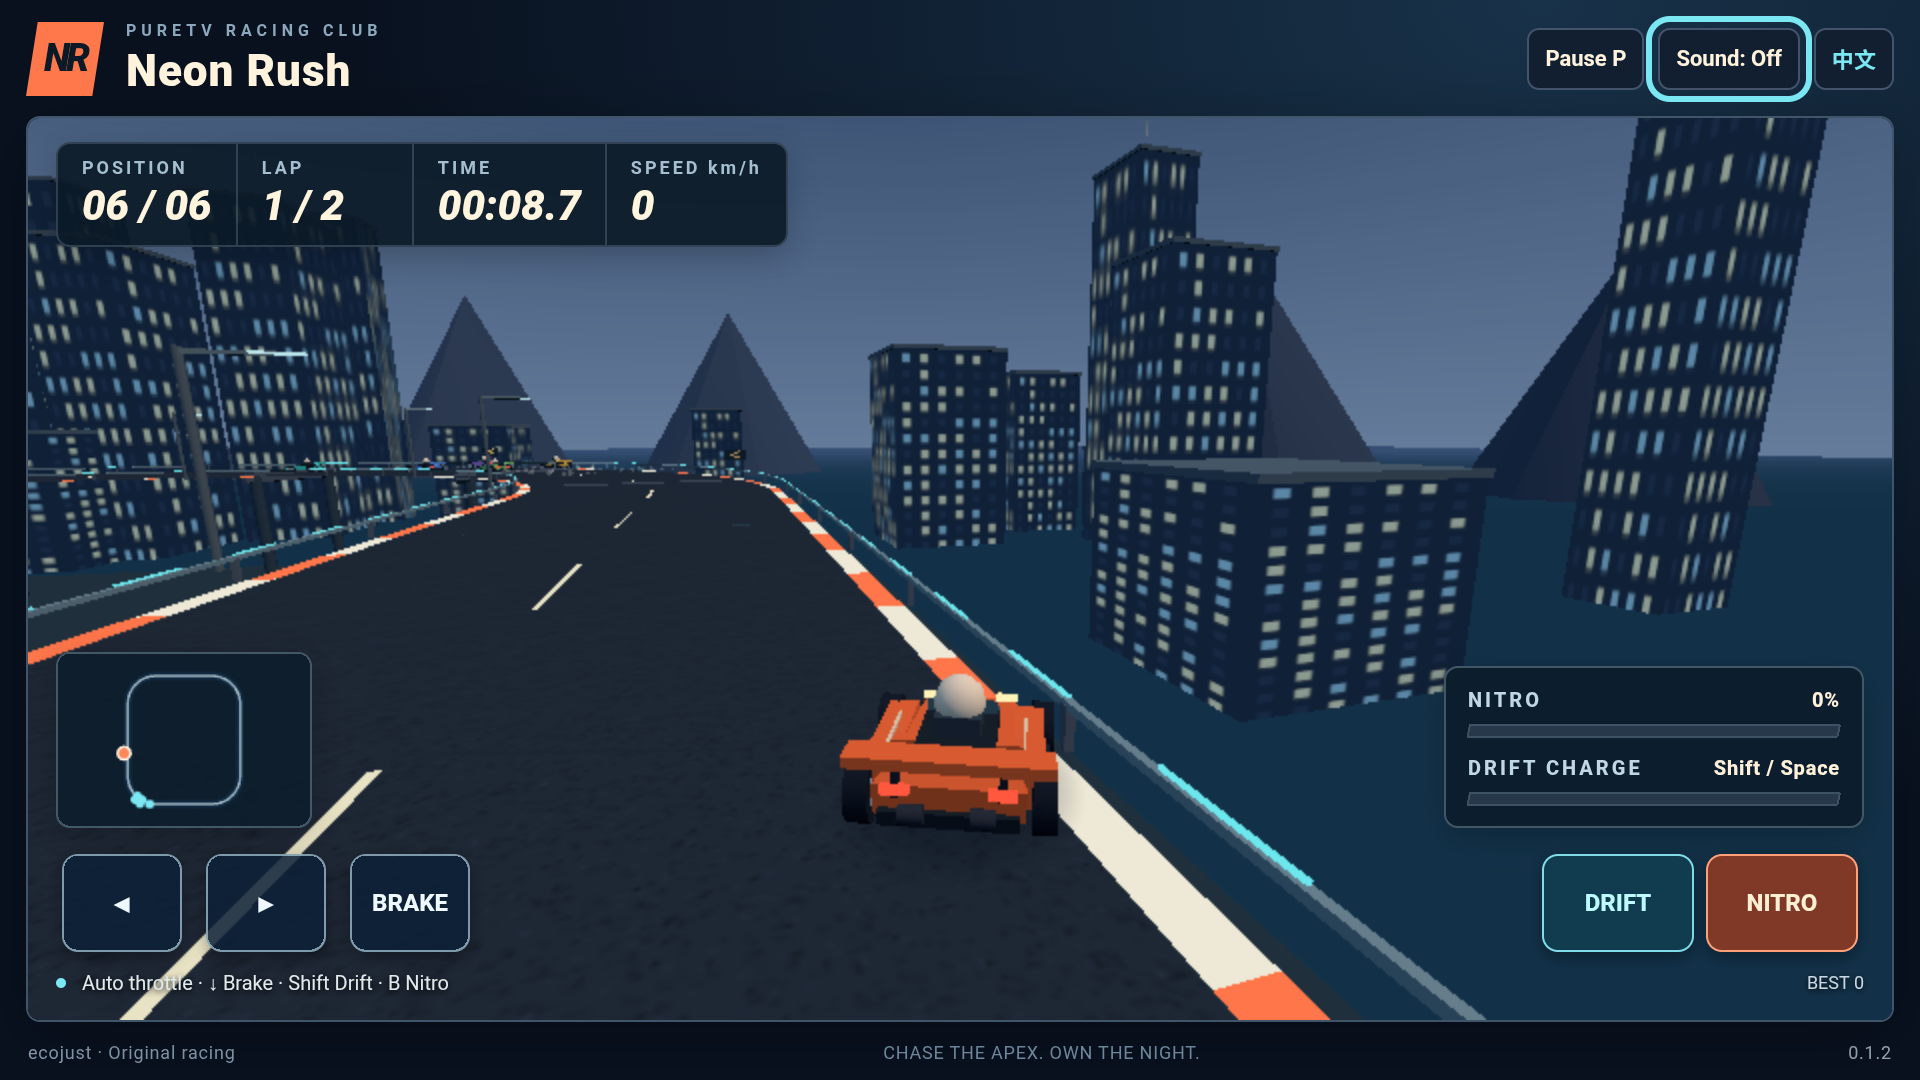 NR
PURETV RACING CLUB
Neon Rush
Pause P
Sound: Off
中文
POSITION
06 / 06
LAP
1 / 2
TIME
00:08.7
SPEED km/h
0
NITRO
0%
DRIFT CHARGE
Shift / Space
◀
▶
BRAKE
DRIFT
NITRO
Auto throttle · ↓ Brake · Shift Drift · B Nitro
BEST 0
ecojust · Original racing
CHASE THE APEX. OWN THE NIGHT.
0.1.2